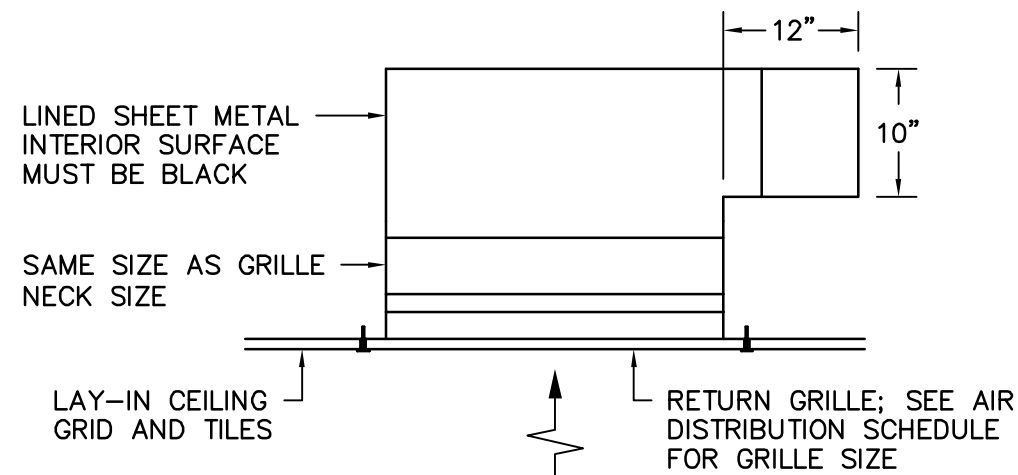 12”
LINED SHEET METAL
INTERIOR SURFACE
MUST BE BLACK
10”
SAME SIZE AS GRILLE
NECK SIZE
LAY-IN CEILING
GRID AND TILES
RETURN GRILLE; SEE AIR
DISTRIBUTION SCHEDULE
FOR GRILLE SIZE